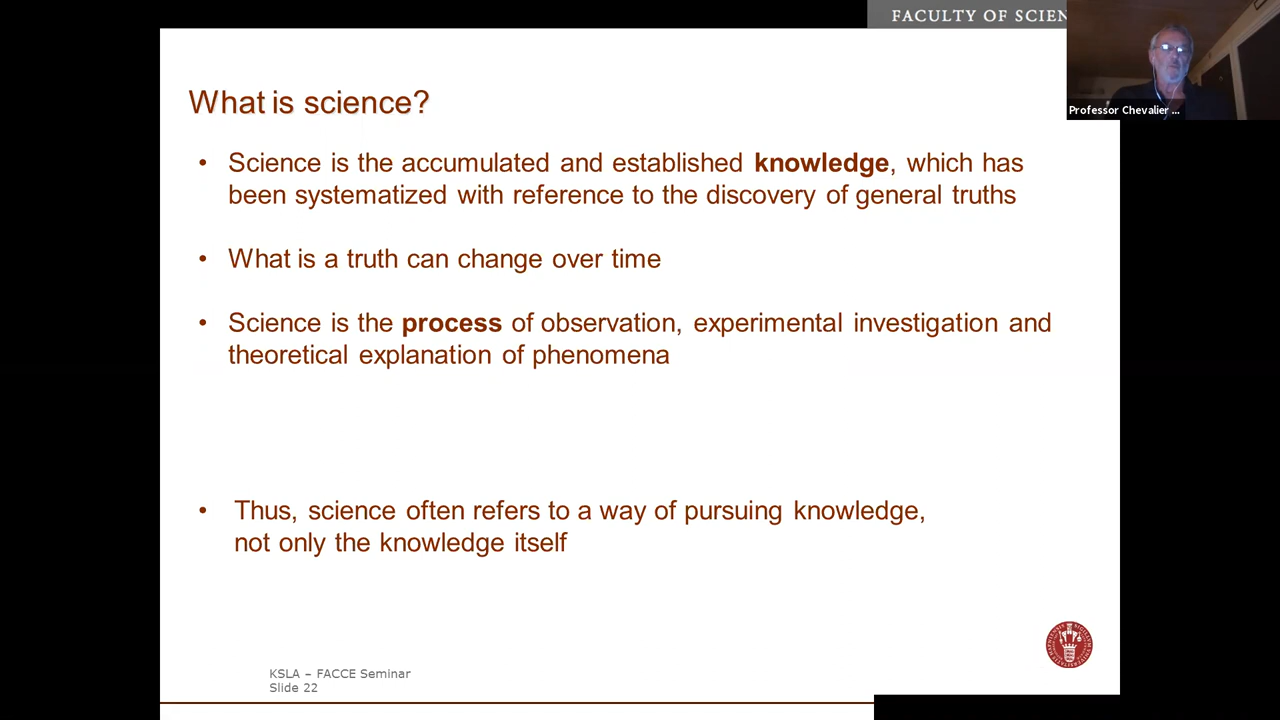 FACULTY OF SCIEN
Professor Chevalier ...
What is science?
• Science is the accumulated and established knowledge, which has
been systematized with reference to the discovery of general truths
• What is a truth can change over time
• Science is the process of observation, experimental investigation and
theoretical explanation of phenomena
• Thus, science often refers to a way of pursuing knowledge,
not only the knowledge itself
KSLA – FACCE Seminar
Slide 22